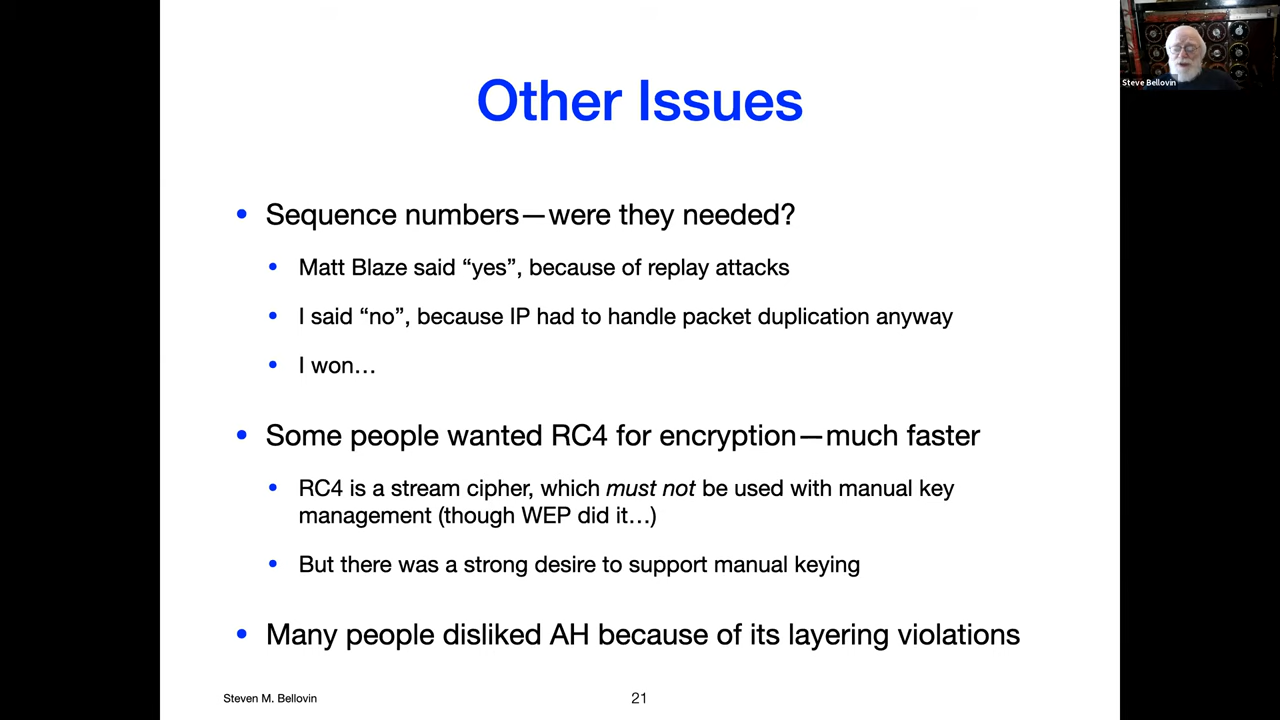 Other Issues
Steve Bellovin
• Sequence numbers—were they needed?
• Matt Blaze said “yes”, because of replay attacks
• I said “no”, because IP had to handle packet duplication anyway
• I won…
• Some people wanted RC4 for encryption—much faster
• RC4 is a stream cipher, which must not be used with manual key
management (though WEP did it…)
• But there was a strong desire to support manual keying
• Many people disliked AH because of its layering violations
Steven M. Bellovin
21